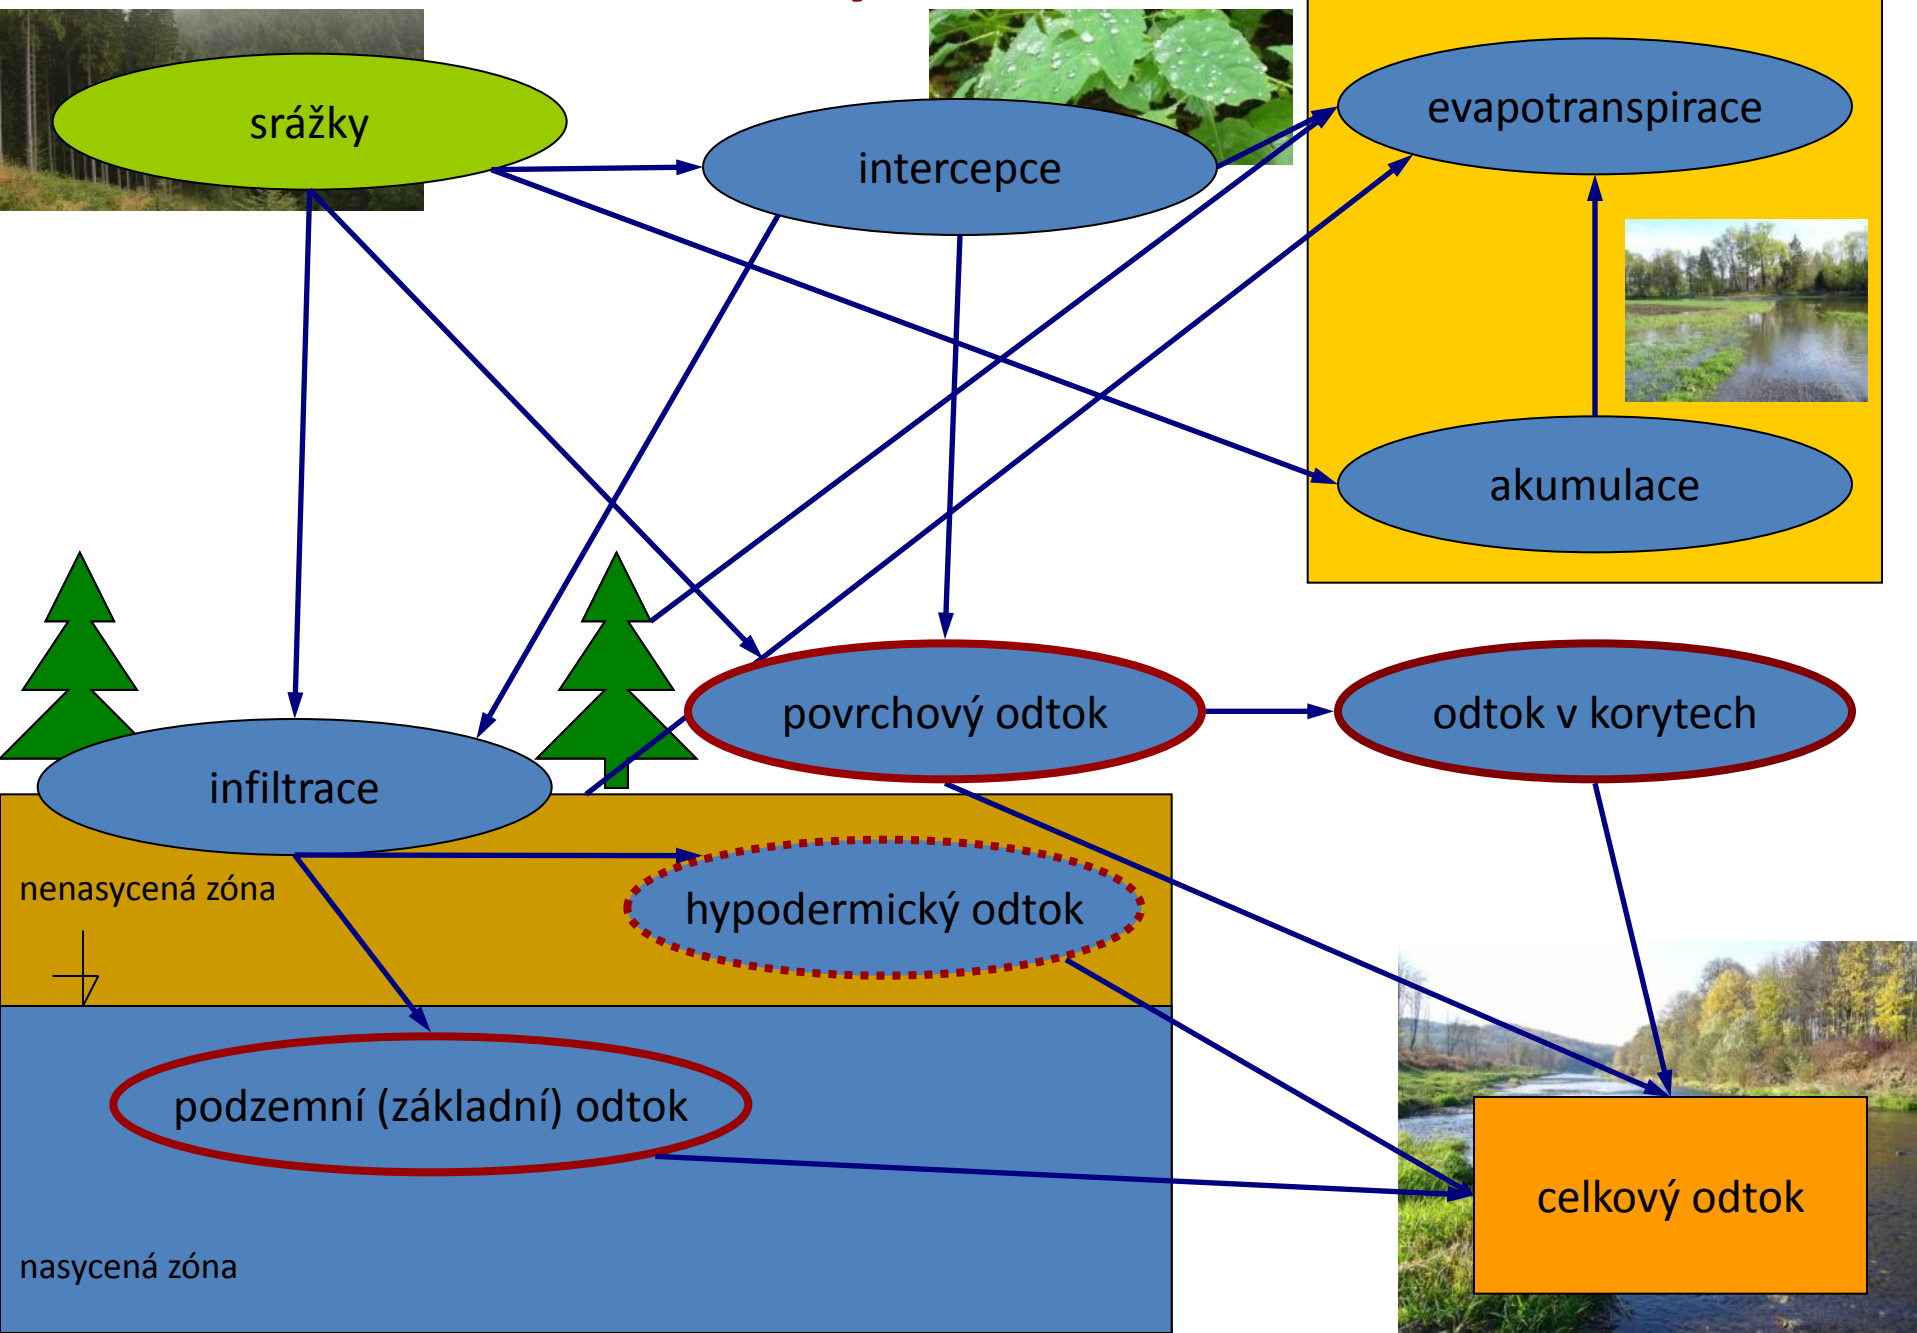 srážky
intercepce
evapotranspirace
akumulace
povrchový odtok
odtok v korytech
infiltrace
nenasycená zóna
hypodermický odtok
podzemní (základní) odtok
celkový odtok
nasycená zóna